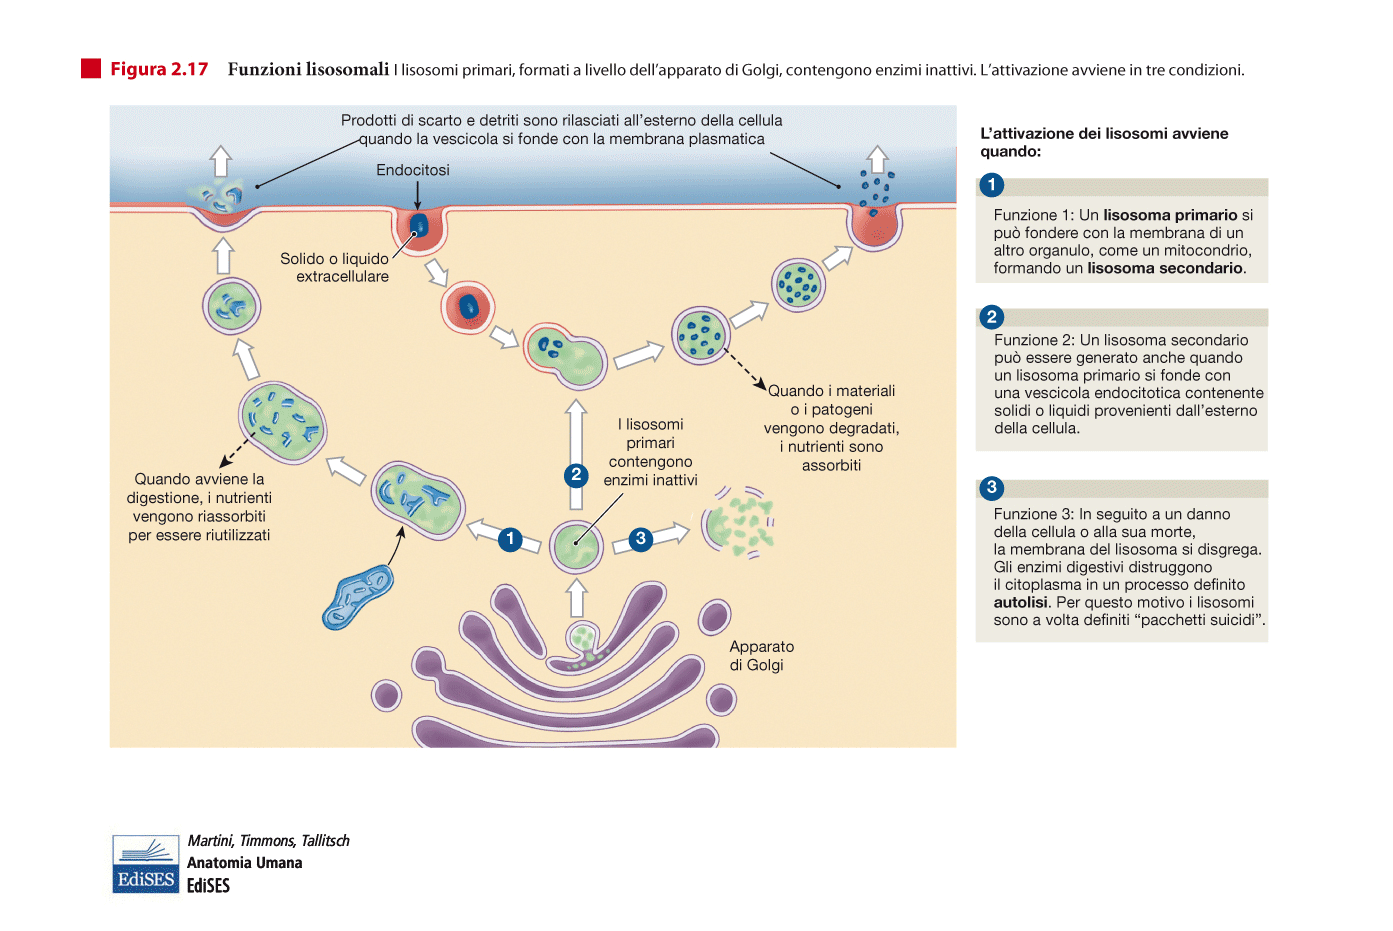 Figura 2.17 Funzioni lisosomali I lisosomi primari, formati a livello dell'apparato di Golgi, contengono enzimi inattivi. L'attivazione avviene in tre condizioni.
Prodotti di scarto e detriti sono rilasciati all'esterno della cellula
quando la vescicola si fonde con la membrana plasmatica
Endocitosi
Solido o liquido
extracellulare
Quando i materiali
o i patogeni
vengono degradati,
i nutrienti sono
assorbiti
I lisosomi
primari
contengono
enzimi inattivi
Quando avviene la
digestione, i nutrienti
vengono riassorbiti
per essere riutilizzati
2
1
3
Apparato
di Golgi
L'attivazione dei lisosomi avviene
quando:
1
Funzione 1: Un lisosoma primario si
può fondere con la membrana di un
altro organulo, come un mitocondrio,
formando un lisosoma secondario.
2
Funzione 2: Un lisosoma secondario
può essere generato anche quando
un lisosoma primario si fonde con
una vescicola endocitotica contenente
solidi o liquidi provenienti dall'esterno
della cellula.
3
Funzione 3: In seguito a un danno
della cellula o alla sua morte,
la membrana del lisosoma si disgrega.
Gli enzimi digestivi distruggono
il citoplasma in un processo definito
autolisi. Per questo motivo i lisosomi
sono a volta definiti "pacchetti suicidi".
EdiSES
Martini, Timmons, Tallitsch
Anatomia Umana
EdiSES